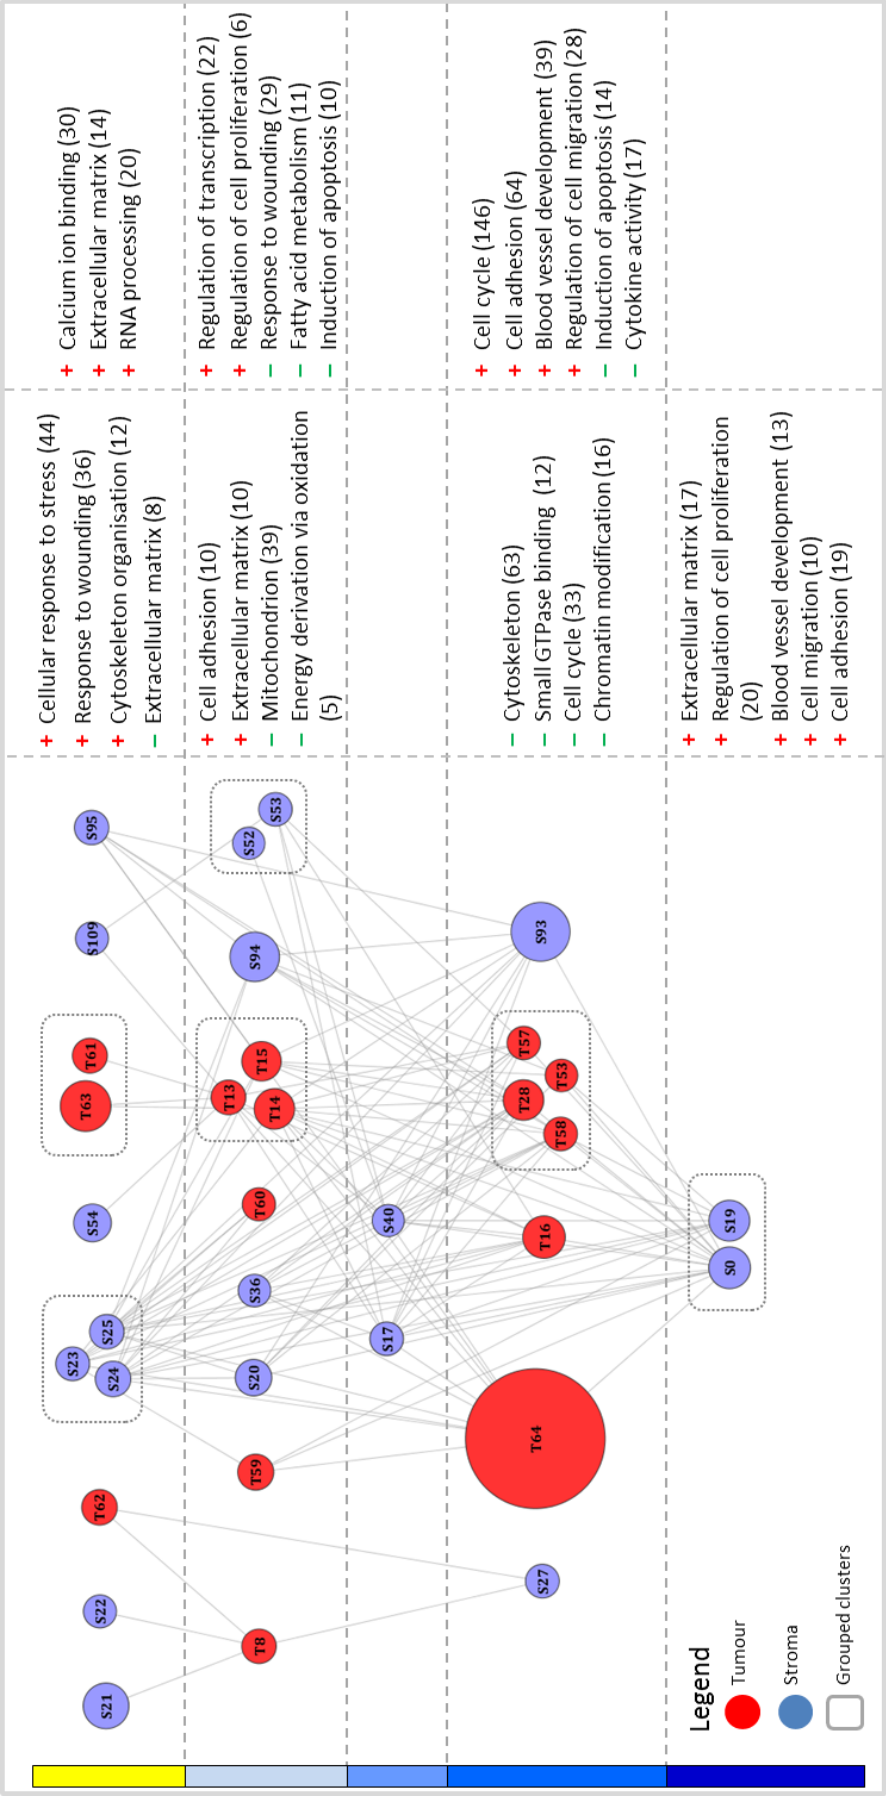 S21
S22
T62
S23
S24
S25
S54
T63
T61
S109
S95
+ Cellular response to stress (44)
+ Response to wounding (36)
+ Cytoskeleton organisation (12)
− Extracellular matrix (8)
+ Calcium ion binding (30)
+ Extracellular matrix (14)
+ RNA processing (20)
T8
T59
S20
S36
T60
T13
T14
T15
S94
S52
S53
+ Cell adhesion (10)
+ Extracellular matrix (10)
− Mitochondrion (39)
− Energy derivation via oxidation
(5)
+ Regulation of transcription (22)
+ Regulation of cell proliferation (6)
− Response to wounding (29)
− Fatty acid metabolism (11)
− Induction of apoptosis (10)
S17
S40
S27
T64
T16
T58
T28
T53
T57
S93
− Cytoskeleton (63)
− Small GTPase binding (12)
− Cell cycle (33)
− Chromatin modification (16)
+ Cell cycle (146)
+ Cell adhesion (64)
+ Blood vessel development (39)
+ Regulation of cell migration (28)
− Induction of apoptosis (14)
− Cytokine activity (17)
S0
S19
+ Extracellular matrix (17)
+ Regulation of cell proliferation
(20)
+ Blood vessel development (13)
+ Cell migration (10)
+ Cell adhesion (19)
Legend
Tumour
Stroma
Grouped clusters